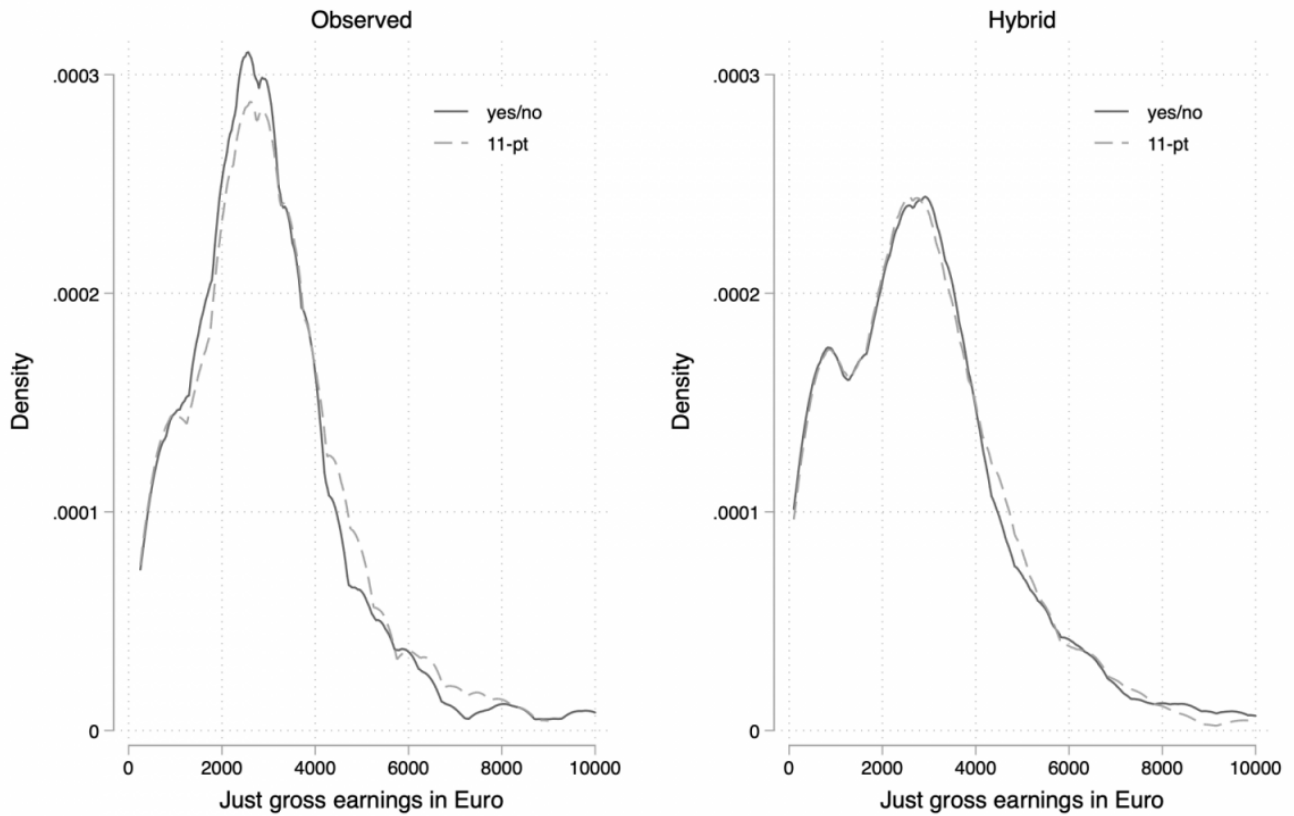 Observed
Density
.0003
.0002
.0001
0
yes/no
11-pt
0 2000 4000 6000 8000 10000
Just gross earnings in Euro
Hybrid
Density
.0003
.0002
.0001
0
yes/no
11-pt
0 2000 4000 6000 8000 10000
Just gross earnings in Euro